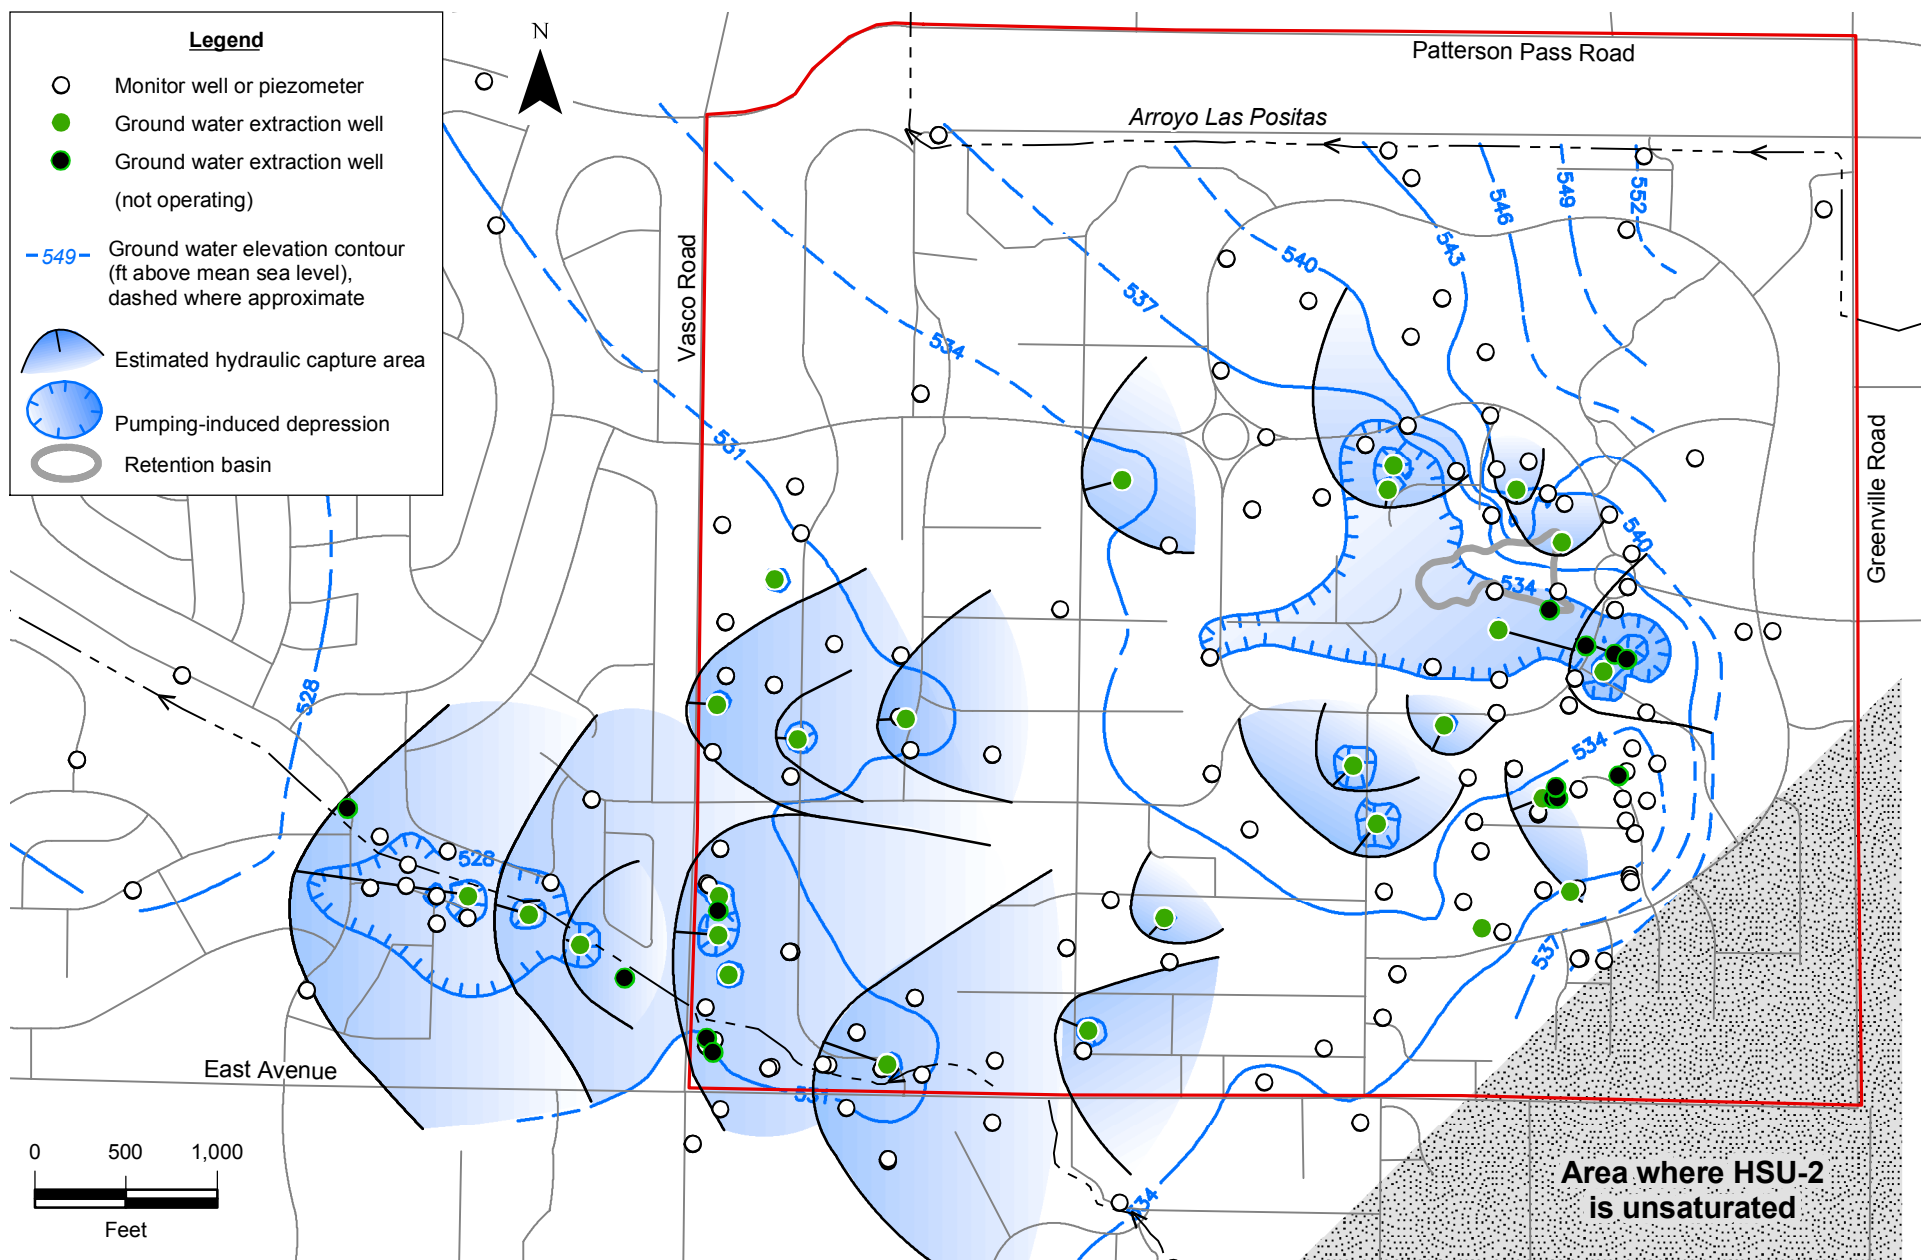 Legend
Monitor well or piezometer
Ground water extraction well
Ground water extraction well
(not operating)
549
Ground water elevation contour
(ft above mean sea level),
dashed where approximate
Estimated hydraulic capture area
Pumping-induced depression
Retention basin
N
Patterson Pass Road
Arroyo Las Positas
Vasco Road
Greenville Road
East Avenue
552
549
546
543
540
537
534
531
540
534
528
534
528
537
531
534
0 500 1,000
Feet
Area where HSU-2
is unsaturated